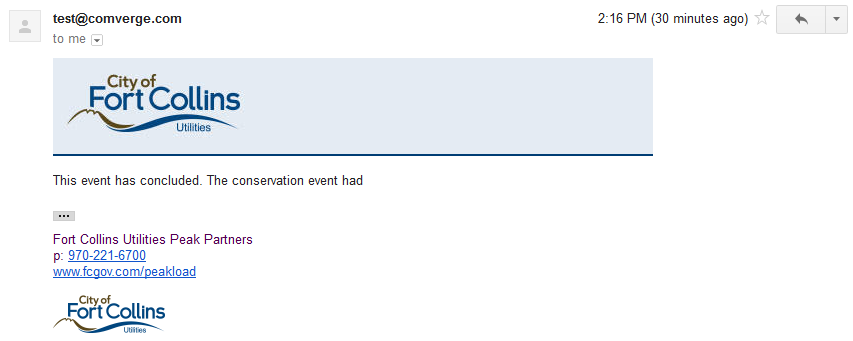 test@comverge.com
2:16 PM (30 minutes ago)
to me
City of
Fort Collins
Utilities
This event has concluded. The conservation event had
...
Fort Collins Utilities Peak Partners
p: 970-221-6700
www.fcgov.com/peakload
City of
Fort Collins
Utilities